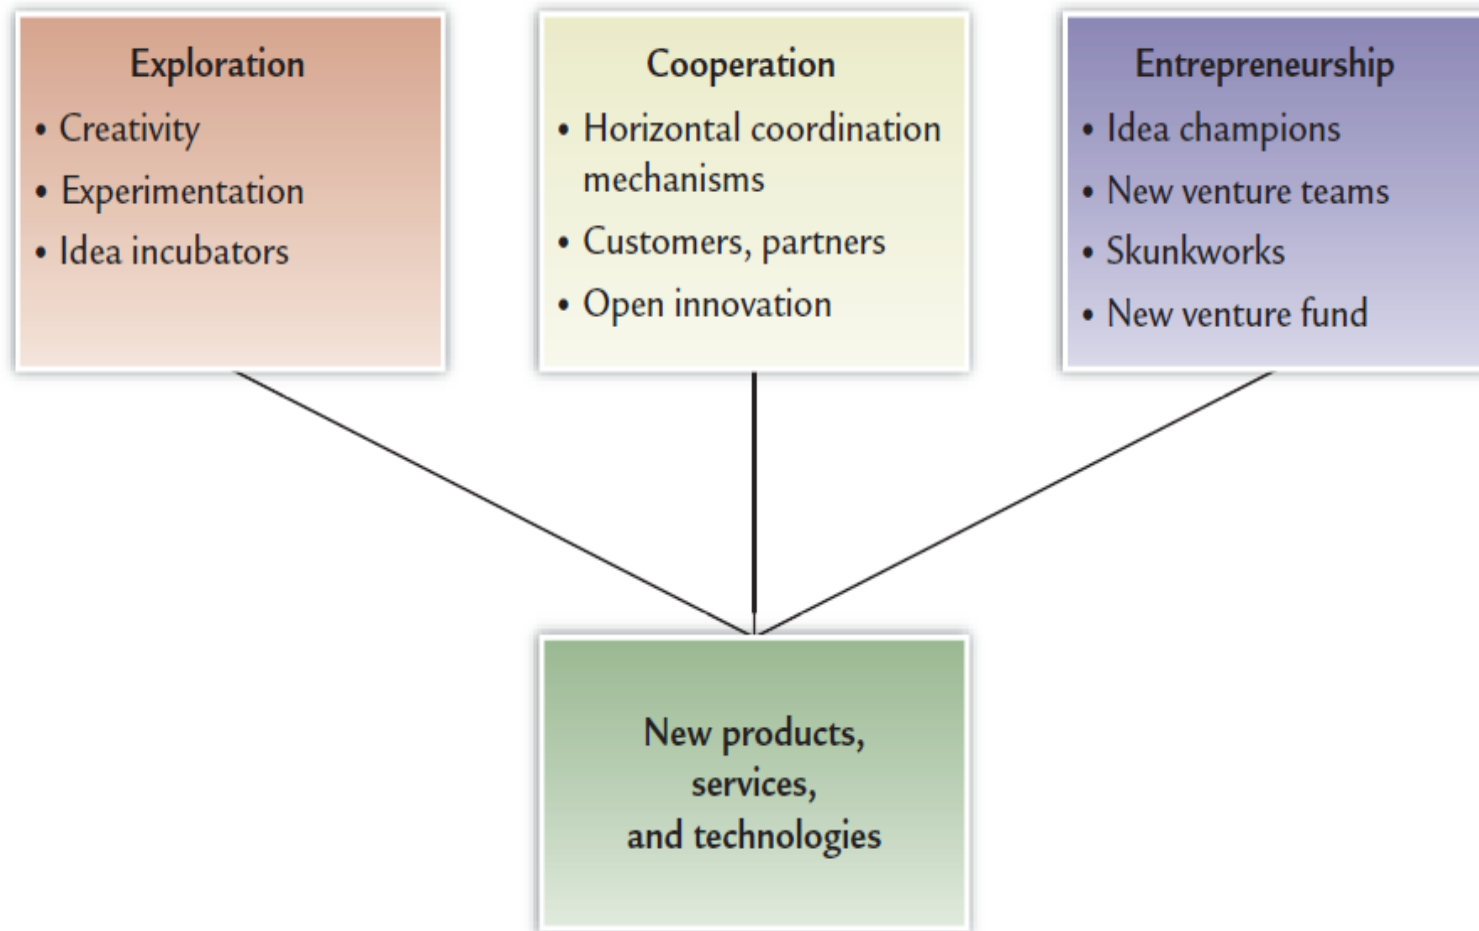 Exploration
• Creativity
• Experimentation
• Idea incubators
Cooperation
• Horizontal coordination
mechanisms
• Customers, partners
• Open innovation
Entrepreneurship
• Idea champions
• New venture teams
• Skunkworks
• New venture fund
New products,
services,
and technologies